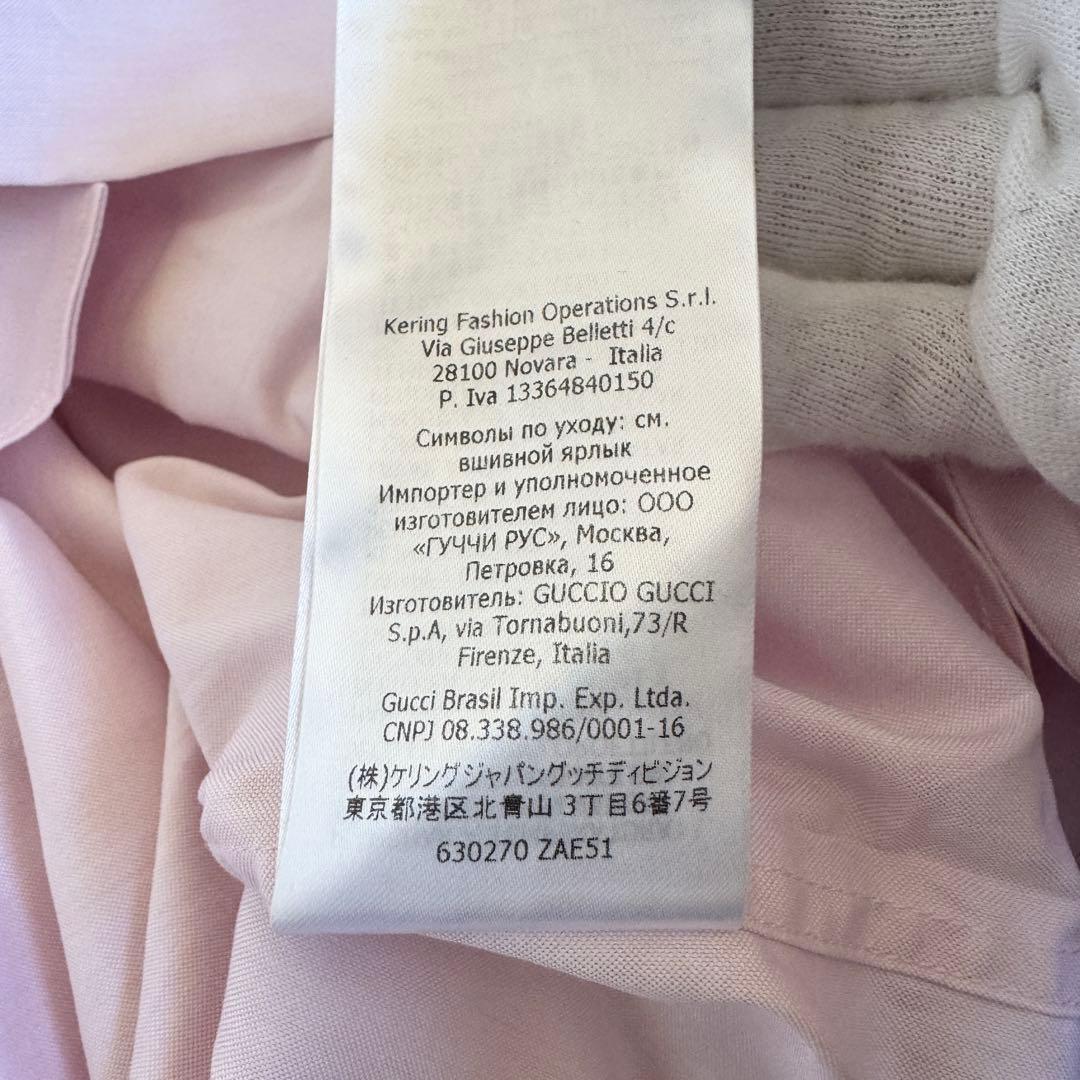 Kering Fashion Operations S.r.l.
Via Giuseppe Belletti 4/c
28100 Novara - Italia
P. Iva 13364840150
Символы по уходу: см.
вшивной ярлык
Импортер и уполномоченное
изготовителем лицо: ООО
«ГУЧЧИ РУС», Москва,
Петровка, 16
Изготовитель: GUCCIO GUCCI
S.p.A, via Tornabuoni,73/R
Firenze, Italia
Gucci Brasil Imp. Exp. Ltda.
CNPJ 08.338.986/0001-16
(株)ケリングジャパングッチディビジョン
東京都港区北青山 3丁目6番7号
630270 ZAE51